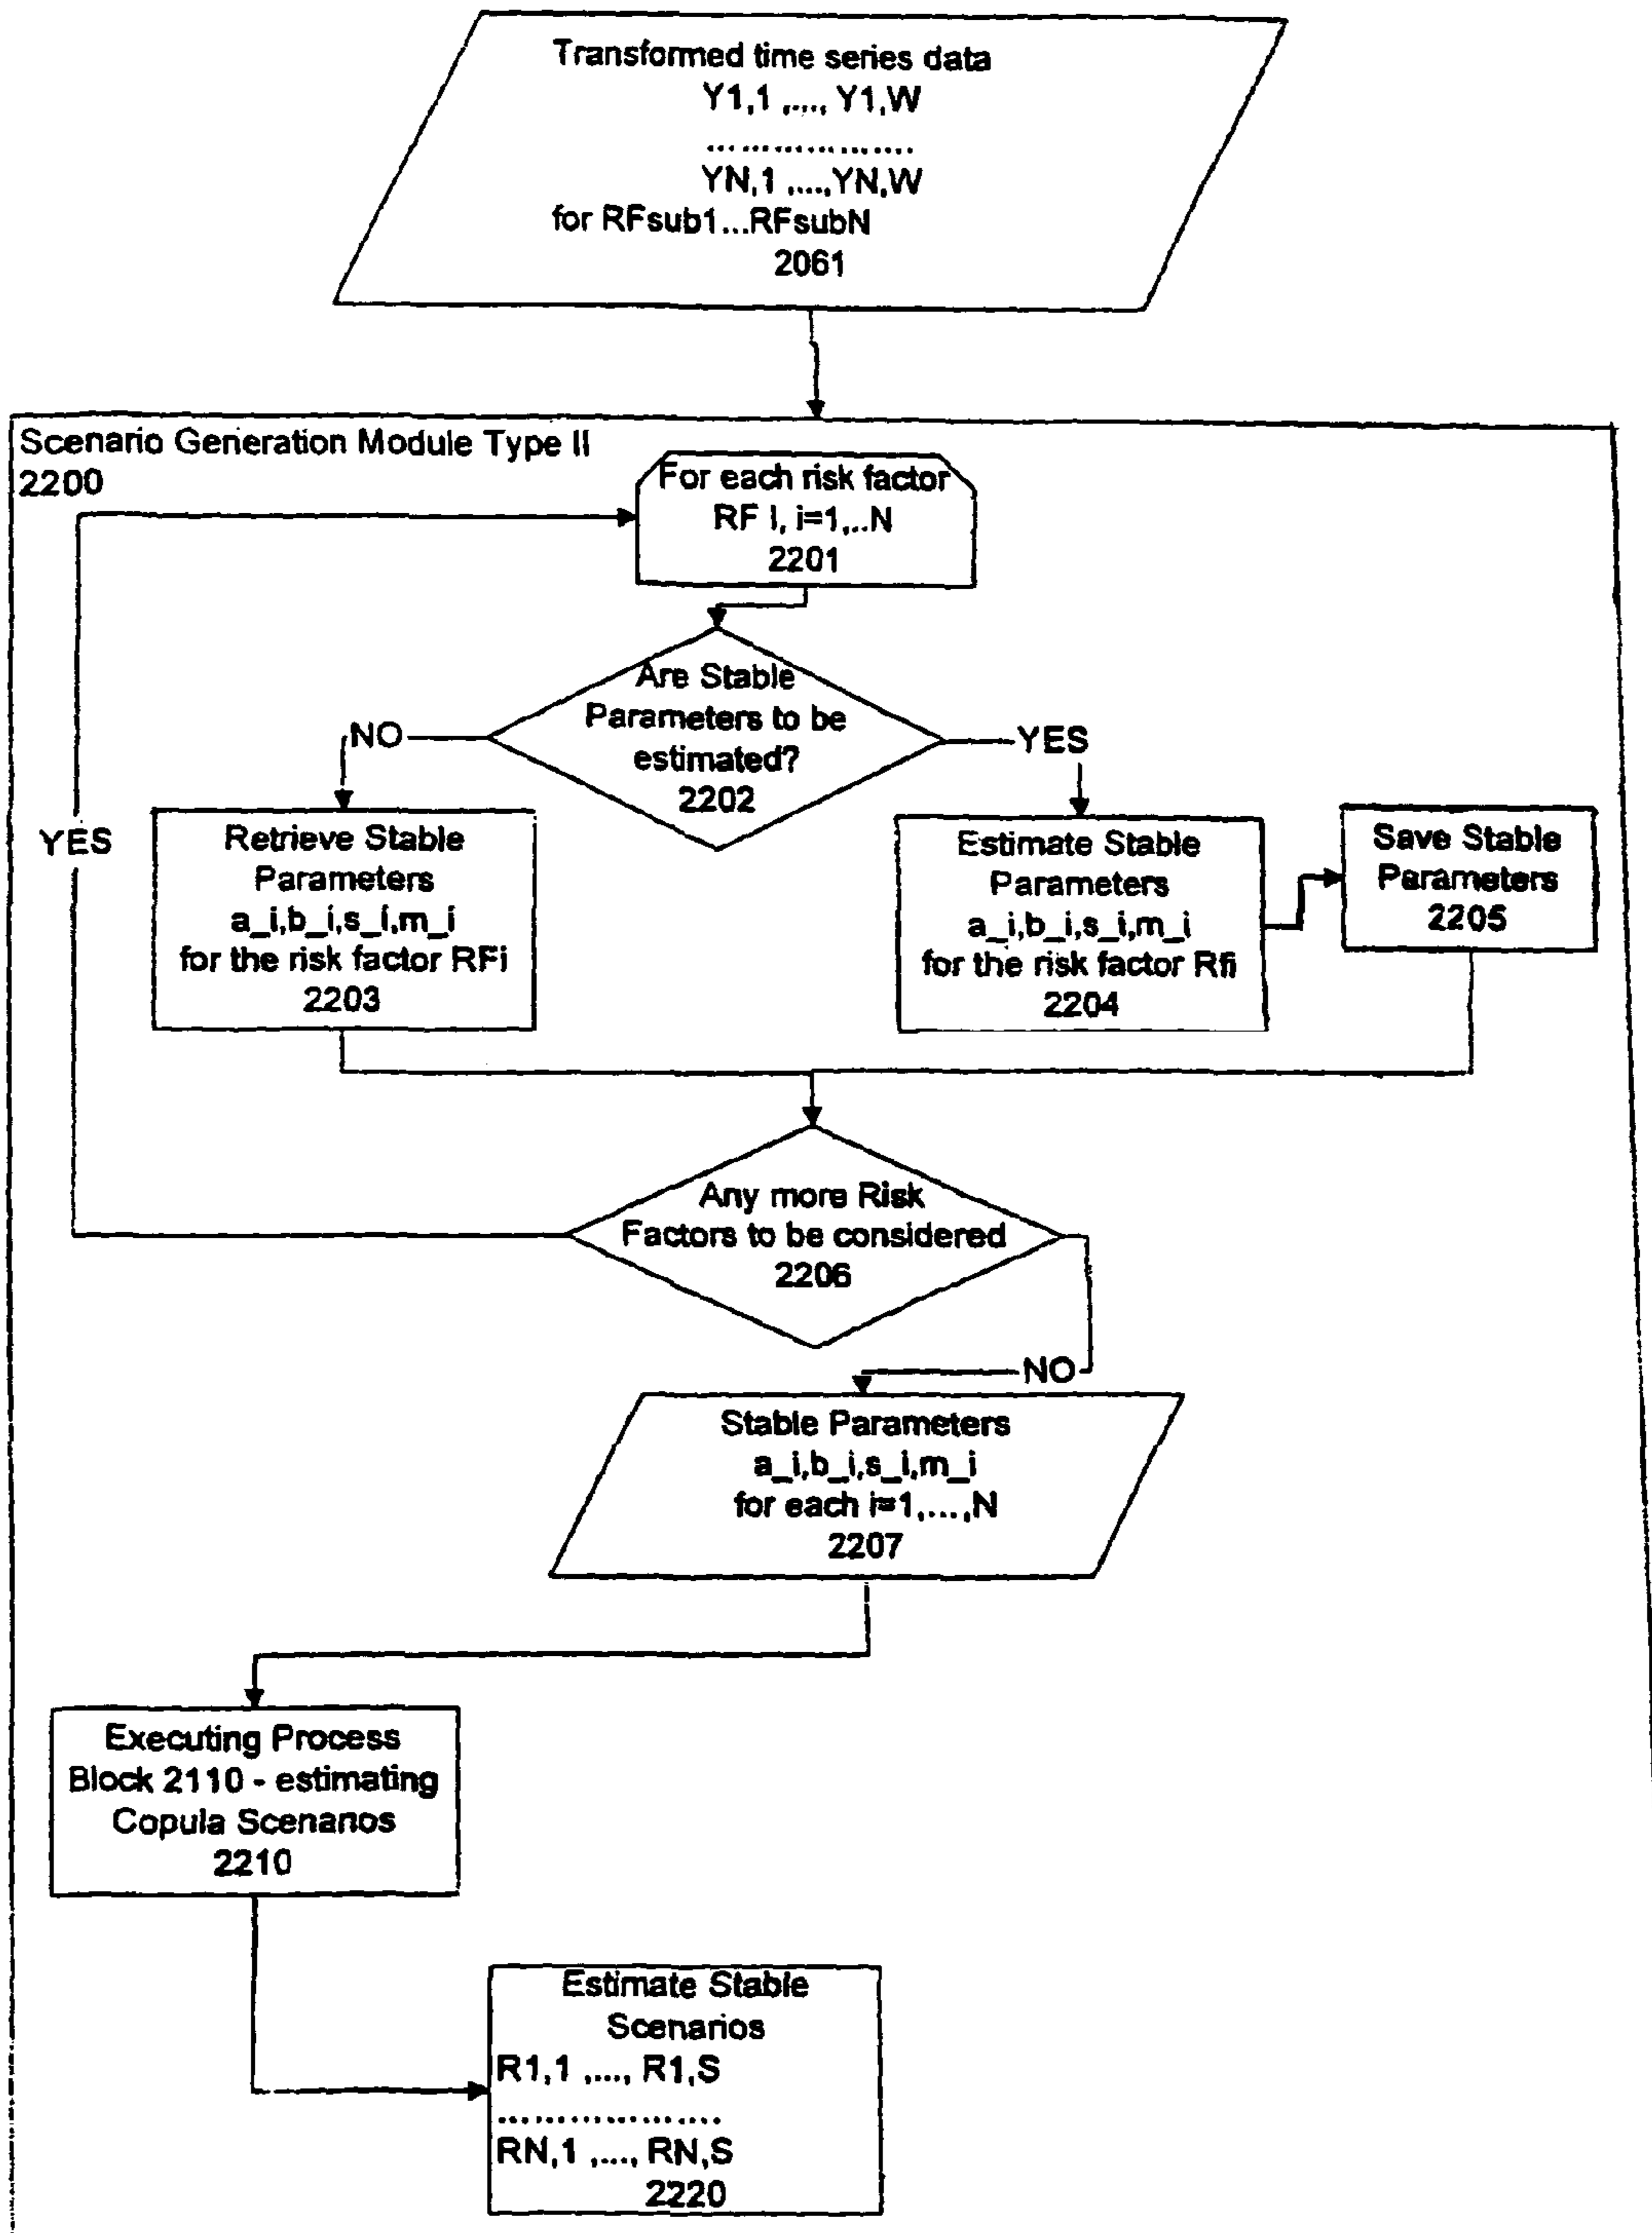 Transformed time series data
Y1,1 ,..., Y1,W
....................
YN,1 ,...,YN,W
for RFsub1...RFsubN
2061
Scenario Generation Module Type II
2200
For each risk factor
RF I, i=1,..N
2201
Are Stable
Parameters to be
estimated?
2202
NO
YES
YES
Retrieve Stable
Parameters
a_i,b_i,s_i,m_i
for the risk factor RFi
2203
Estimate Stable
Parameters
a_i,b_i,s_i,m_i
for the risk factor Rfi
2204
Save Stable
Parameters
2205
Any more Risk
Factors to be considered
2206
NO
Stable Parameters
a_i,b_i,s_i,m_i
for each i=1,...,N
2207
Executing Process
Block 2110 - estimating
Copula Scenarios
2210
Estimate Stable
Scenarios
R1,1 ,..., R1,S
....................
RN,1 ,..., RN,S
2220